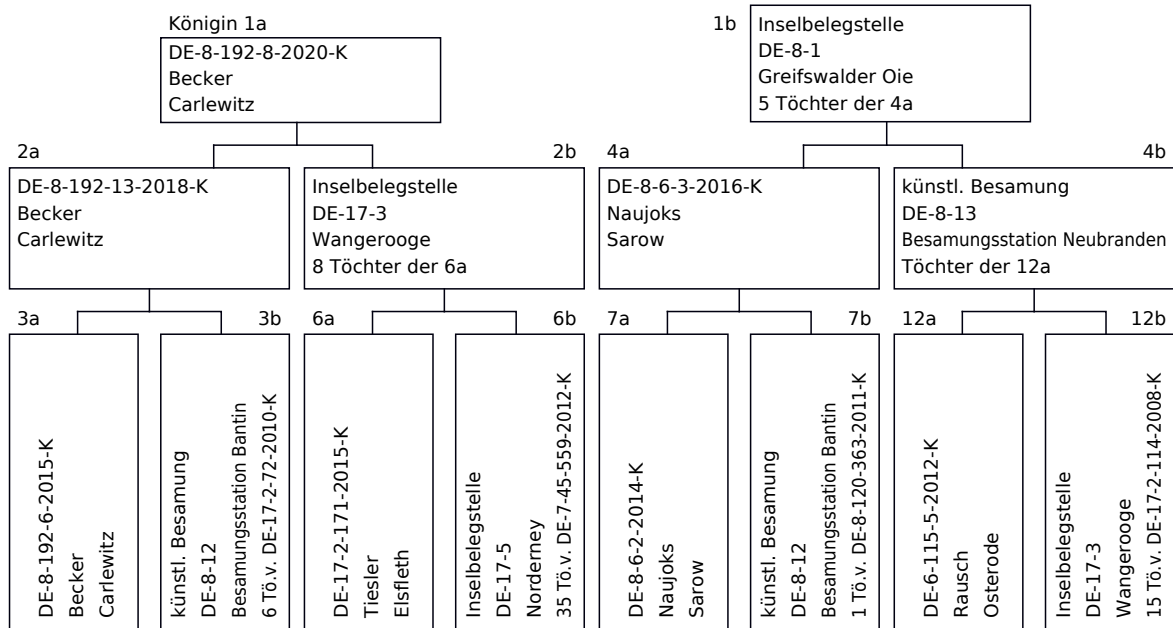 Königin 1a
DE-8-192-8-2020-K
Becker
Carlewitz
1b
Inselbelegstelle
DE-8-1
Greifswalder Oie
5 Töchter der 4a
2a
DE-8-192-13-2018-K
Becker
Carlewitz
2b
Inselbelegstelle
DE-17-3
Wangerooge
8 Töchter der 6a
4a
DE-8-6-3-2016-K
Naujoks
Sarow
4b
künstl. Besamung
DE-8-13
Besamungsstation Neubranden
Töchter der 12a
3a
DE-8-192-6-2015-K
Becker
Carlewitz
3b
künstl. Besamung
DE-8-12
Besamungsstation Bantin
6 Tö.v. DE-17-2-72-2010-K
6a
DE-17-2-171-2015-K
Tiesler
Elsfleth
6b
Inselbelegstelle
DE-17-5
Norderney
35 Tö.v. DE-7-45-559-2012-K
7a
DE-8-6-2-2014-K
Naujoks
Sarow
7b
künstl. Besamung
DE-8-12
Besamungsstation Bantin
1 Tö.v. DE-8-120-363-2011-K
12a
DE-6-115-5-2012-K
Rausch
Osterode
12b
Inselbelegstelle
DE-17-3
Wangerooge
15 Tö.v. DE-17-2-114-2008-K